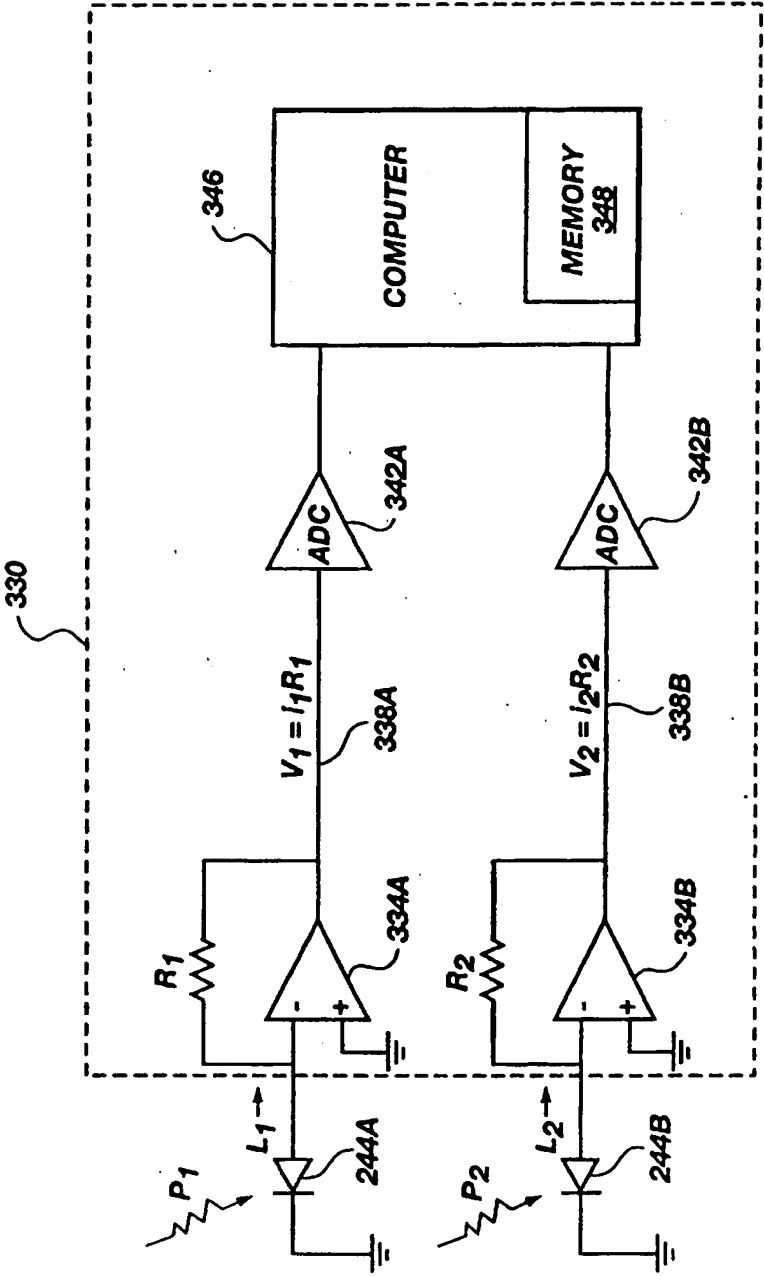 330
346
COMPUTER
MEMORY
348
ADC
342A
ADC
342B
V1 = i1R1
338A
V2 = i2R2
338B
R1
334A
-
+
R2
334B
-
+
L1
P1
244A
L2
P2
244B